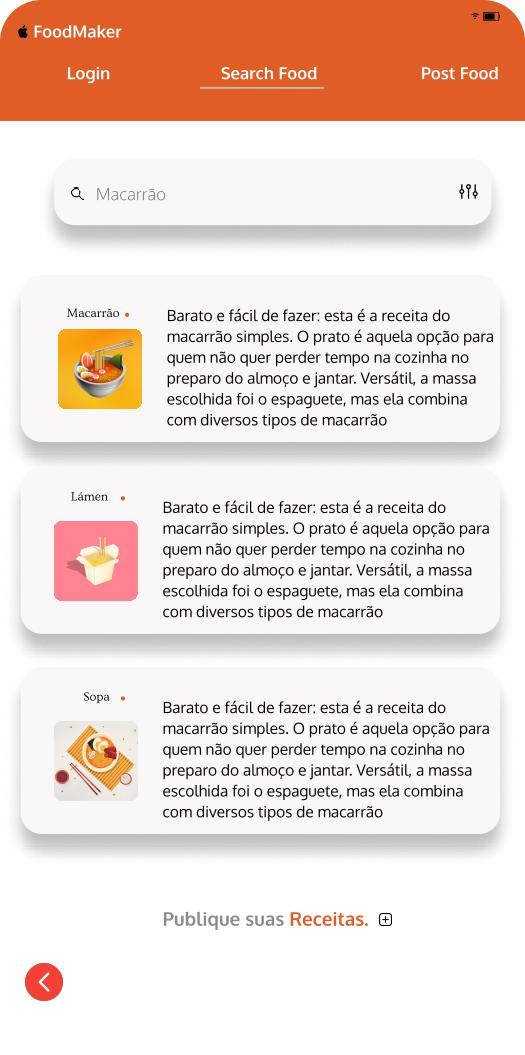 FoodMaker
Login
Search Food
Post Food
Macarrão
Macarrão
Barato e fácil de fazer: esta é a receita do
macarrão simples. O prato é aquela opção para
quem não quer perder tempo na cozinha no
preparo do almoço e jantar. Versátil, a massa
escolhida foi o espaguete, mas ela combina
com diversos tipos de macarrão
Lámen
Barato e fácil de fazer: esta é a receita do
macarrão simples. O prato é aquela opção para
quem não quer perder tempo na cozinha no
preparo do almoço e jantar. Versátil, a massa
escolhida foi o espaguete, mas ela combina
com diversos tipos de macarrão
Sopa
Barato e fácil de fazer: esta é a receita do
macarrão simples. O prato é aquela opção para
quem não quer perder tempo na cozinha no
preparo do almoço e jantar. Versátil, a massa
escolhida foi o espaguete, mas ela combina
com diversos tipos de macarrão
Publique suas Receitas.